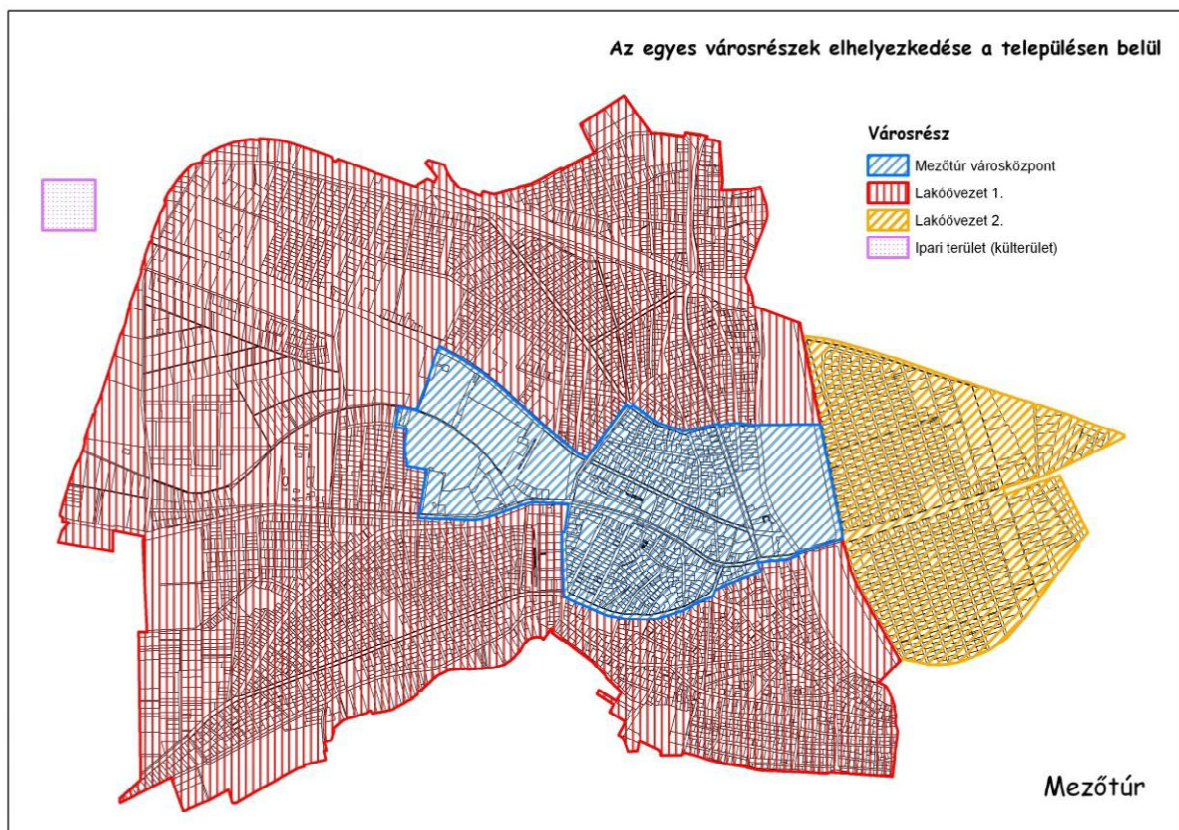 Az egyes városrészek elhelyezkedése a településen belül
Városrész
Mezőtúr városközpont
Lakóövezet 1.
Lakóövezet 2.
Ipari terület (külterület)
Mezőtúr